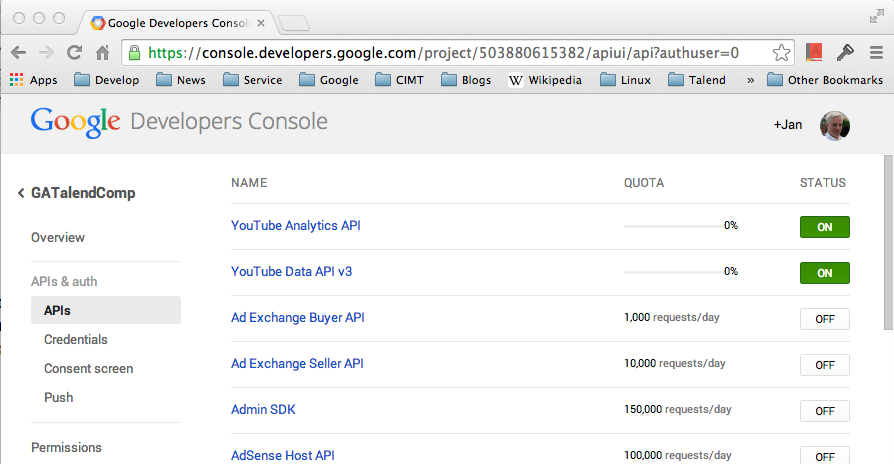 Google Developers Consol
https://console.developers.google.com/project/503880615382/apiui/api?authuser=0
Apps Develop News Service Google CIMT Blogs W Wikipedia Linux Talend » Other Bookmarks
Google Developers Console +Jan
GATalendComp
NAME QUOTA STATUS
YouTube Analytics API 0% ON
Overview
YouTube Data API v3 0% ON
APIs & auth
APIs
Ad Exchange Buyer API 1,000 requests/day OFF
Credentials
Ad Exchange Seller API 10,000 requests/day OFF
Consent screen
Push
Admin SDK 150,000 requests/day OFF
Permissions
AdSense Host API 100,000 requests/day OFF